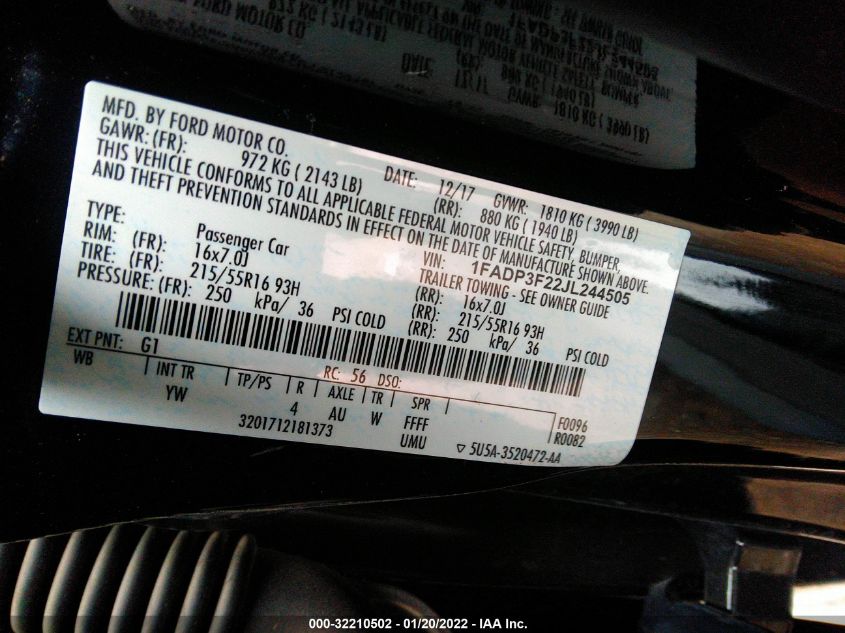 MFD. BY FORD MOTOR CO.
DATE: 12/17 GVWR: 1810 KG ( 3990 LB)
GAWR: (FR): 972 KG ( 2143 LB) (RR): 880 KG ( 1940 LB)
THIS VEHICLE CONFORMS TO ALL APPLICABLE FEDERAL MOTOR VEHICLE SAFETY, BUMPER,
AND THEFT PREVENTION STANDARDS IN EFFECT ON THE DATE OF MANUFACTURE SHOWN ABOVE.
VIN: 1FADP3F22JL244505
TYPE: Passenger Car TRAILER TOWING - SEE OWNER GUIDE
RIM: (FR): 16x7.0J (RR): 16x7.0J
TIRE: (FR): 215/55R16 93H (RR): 215/55R16 93H
PRESSURE: (FR): 250 kPa/ 36 PSI COLD (RR): 250 kPa/ 36 PSI COLD
EXT PNT: G1 RC: 56 DSO:
WB INT TR TP/PS R AXLE TR SPR
YW 4 AU W FFFF F0096
3201712181373 UMU R0082
▽ 5U5A-3520472-AA
000-32210502 - 01/20/2022 - IAA Inc.